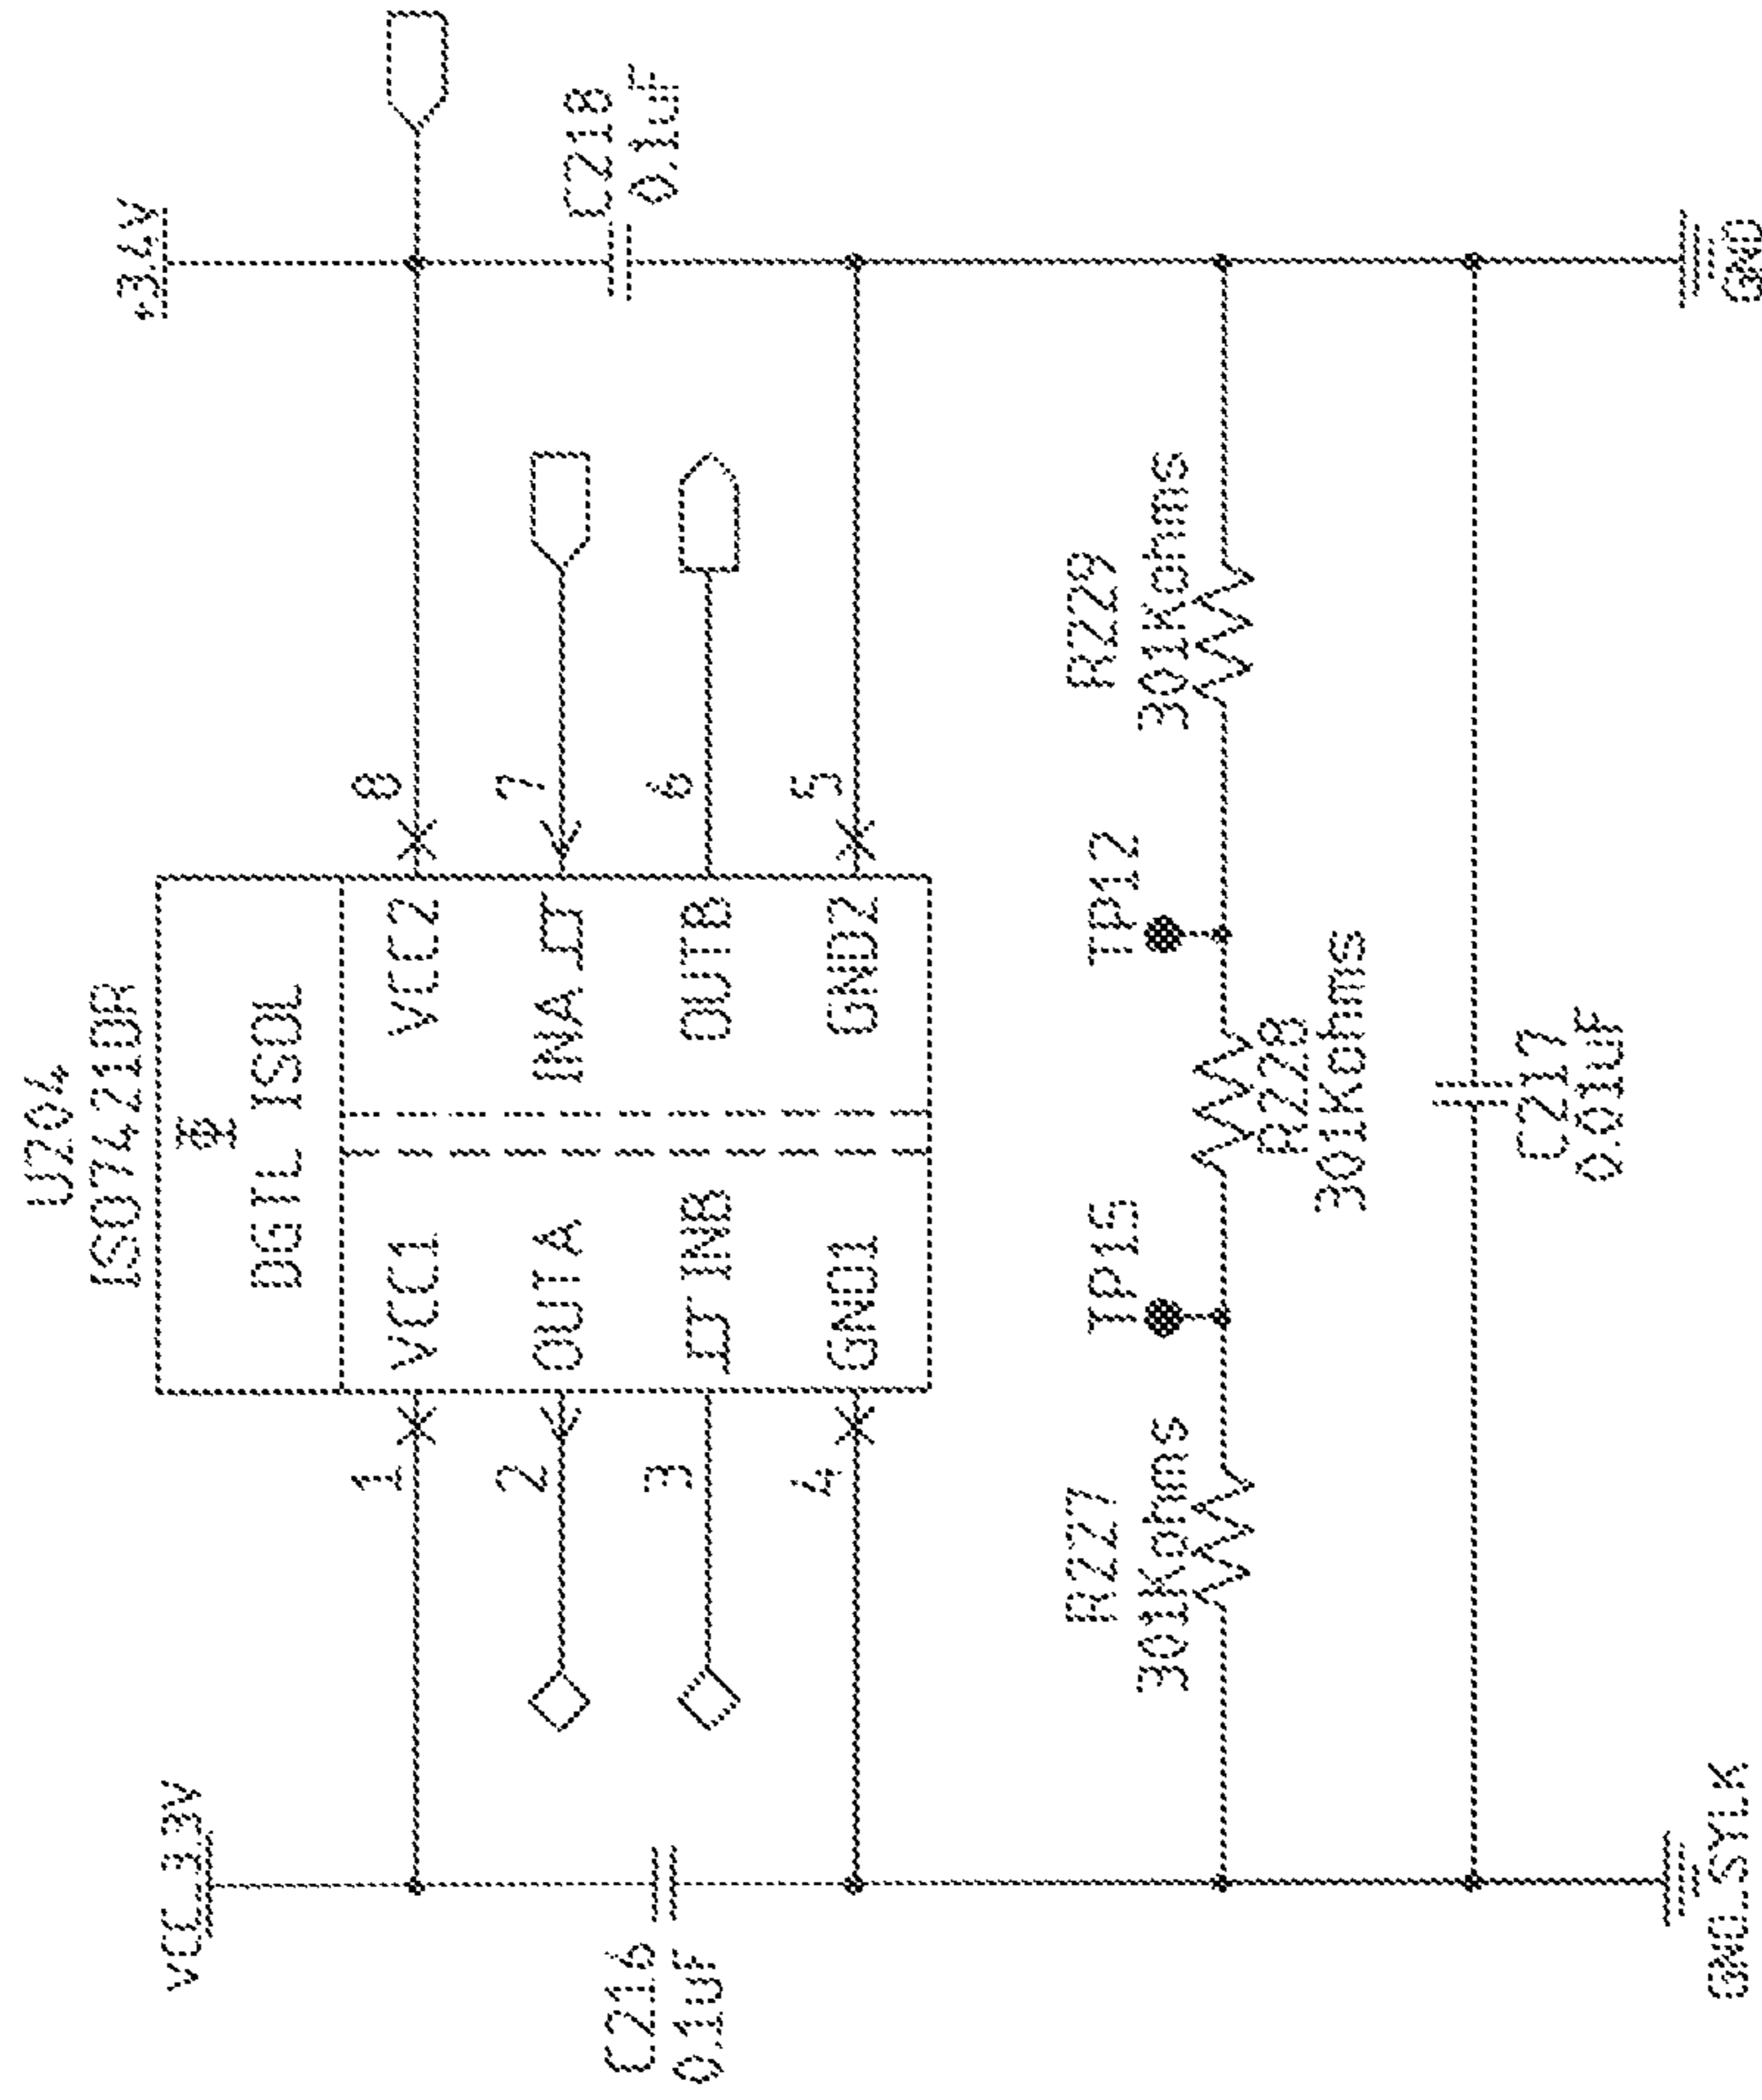 U204
ISO7421DR
DGTL ISOL
VCC_3.3V
+3.4V
1
VCC1
VCC2
8
2
OUTA
INA
7
3
INB
OUTB
6
4
GND1
GND2
5
C216
0.1uF
C218
0.1uF
R227
301Kohms
TP15
TP12
R229
301Kohms
R228
301Kohms
C217
0.01uF
GND_SYLK
GND